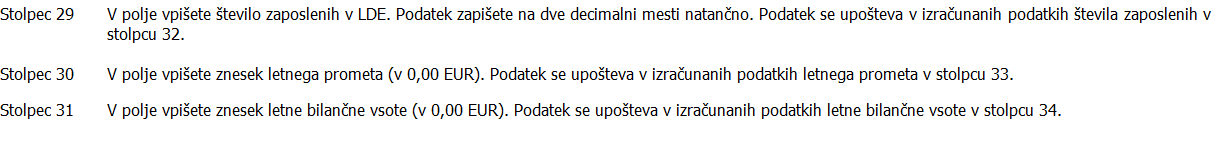 Stolpec 29 V polje vpišete število zaposlenih v LDE. Podatek zapišete na dve decimalni mesti natančno. Podatek se upošteva v izračunanih podatkih števila zaposlenih v
stolpcu 32.
Stolpec 30 V polje vpišete znesek letnega prometa (v 0,00 EUR). Podatek se upošteva v izračunanih podatkih letnega prometa v stolpcu 33.
Stolpec 31 V polje vpišete znesek letne bilančne vsote (v 0,00 EUR). Podatek se upošteva v izračunanih podatkih letne bilančne vsote v stolpcu 34.